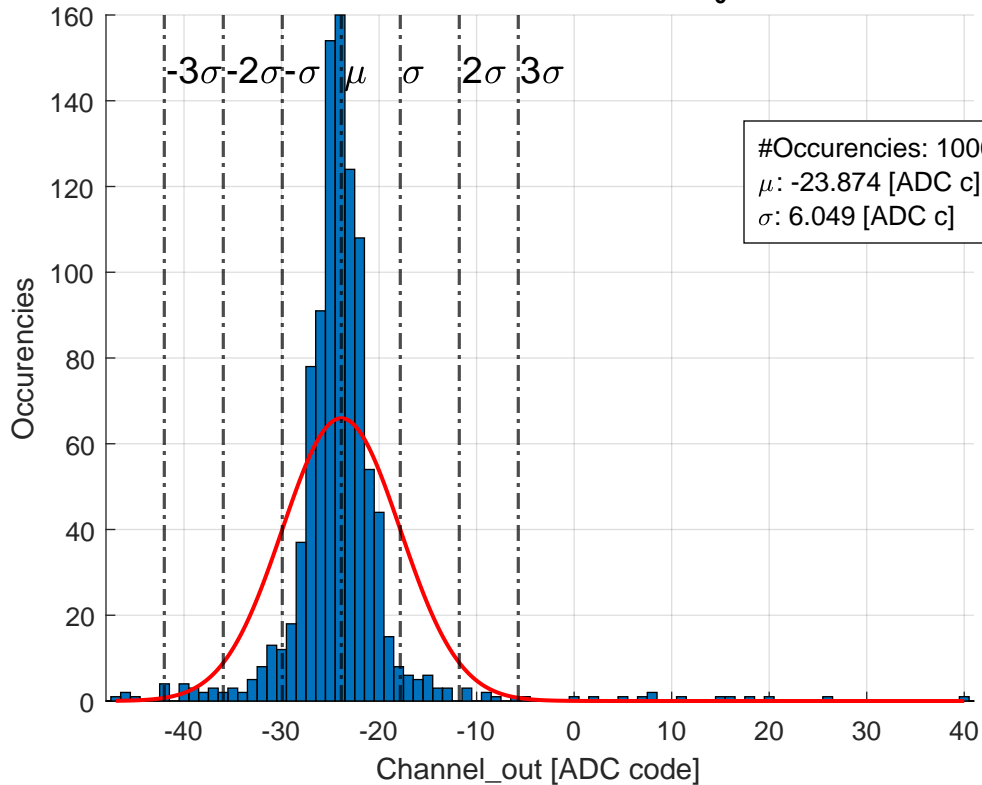 160
140
120
100
80
60
40
20
0
Occurencies
-3σ -2σ -σ μ σ 2σ 3σ
#Occurencies: 100
μ: -23.874 [ADC c]
σ: 6.049 [ADC c]
-40 -30 -20 -10 0 10 20 30 40
Channel_out [ADC code]